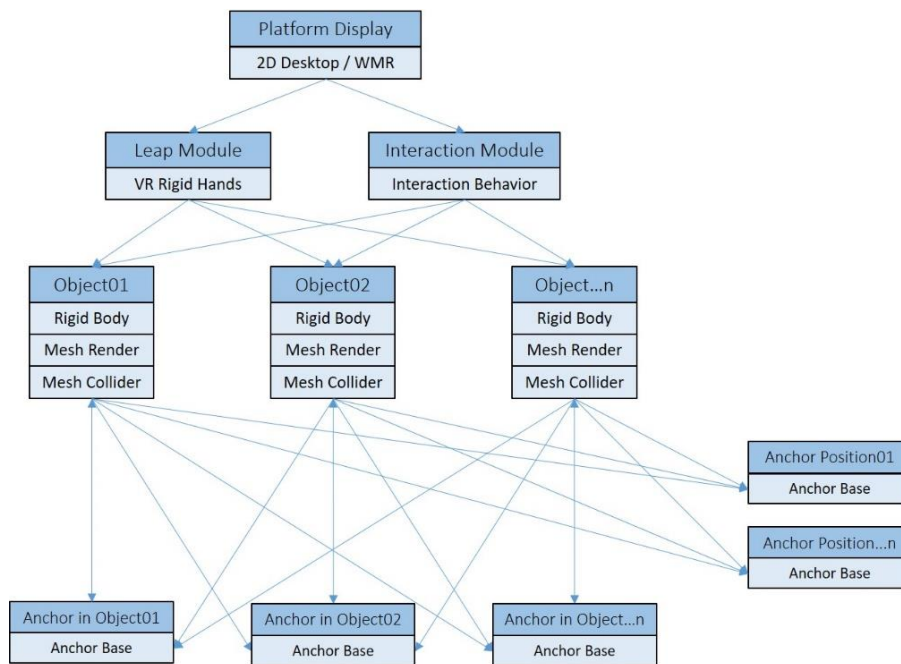 Platform Display
2D Desktop / WMR
Leap Module
VR Rigid Hands
Interaction Module
Interaction Behavior
Object01
Rigid Body
Mesh Render
Mesh Collider
Object02
Rigid Body
Mesh Render
Mesh Collider
Object...n
Rigid Body
Mesh Render
Mesh Collider
Anchor Position01
Anchor Base
Anchor Position...n
Anchor Base
Anchor in Object01
Anchor Base
Anchor in Object02
Anchor Base
Anchor in Object...n
Anchor Base